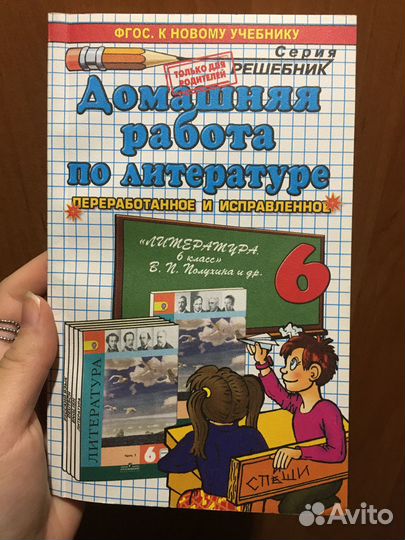 ФГОС. К НОВОМУ УЧЕБНИКУ
Серия
РЕШЕБНИК
ТОЛЬКО ДЛЯ
РОДИТЕЛЕЙ
Домашняя
работа
по литературе
ПЕРЕРАБОТАННОЕ И ИСПРАВЛЕННОЕ
«ЛИТЕРАТУРА,
6 класс»
В. П. Полухина и др.
6
ЛИТЕРАТУРА
6
СПЕШИ
Avito